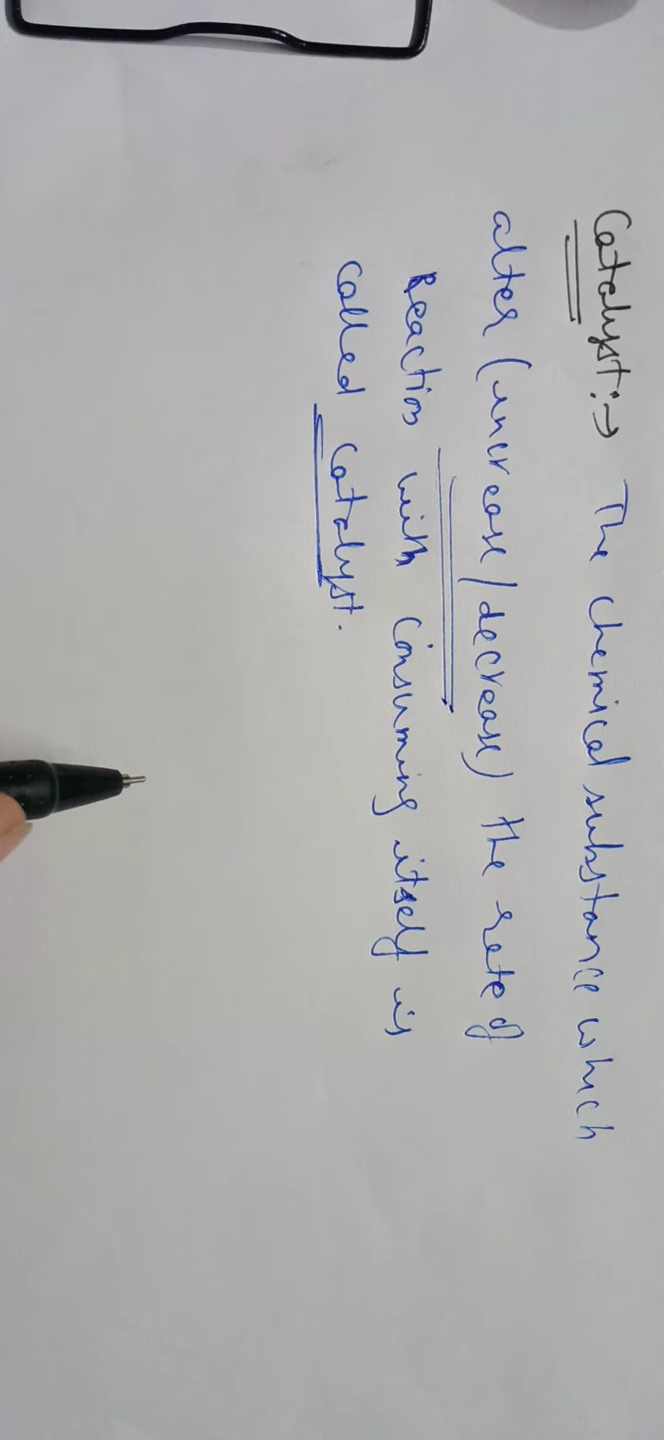 Catalyst:→ The Chemical substance which
alter (increase/decrease) the rate of
Reaction with Consuming itself is
Called Catalyst.